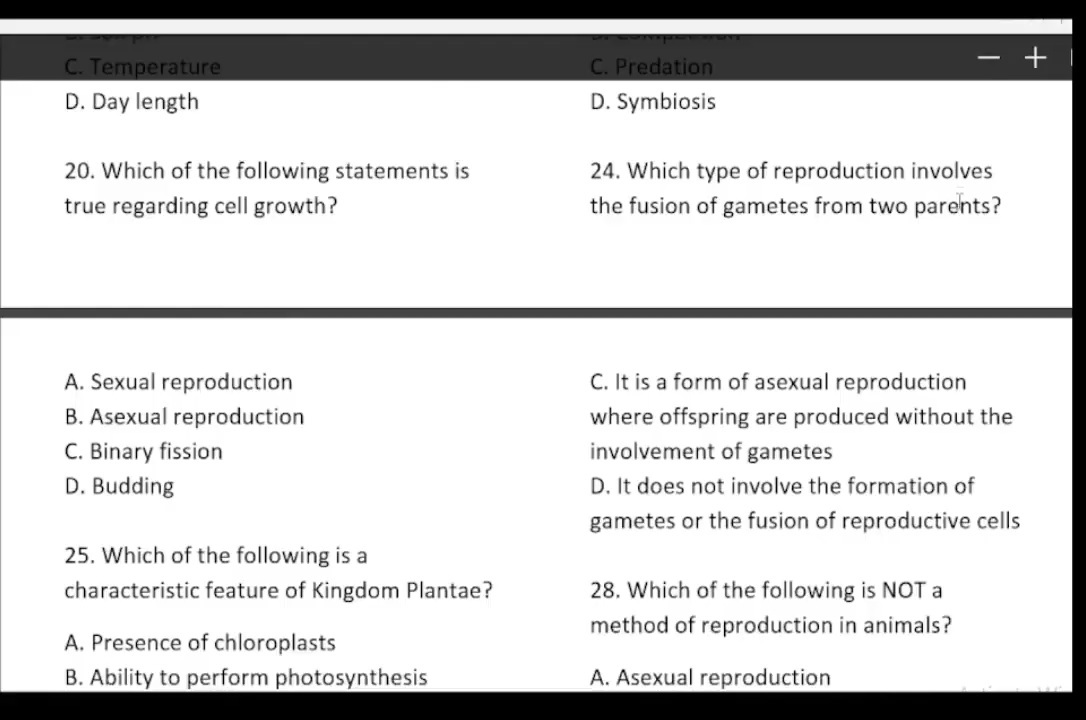 C. Temperature
D. Day length
20. Which of the following statements is
true regarding cell growth?
C. Predation
D. Symbiosis
24. Which type of reproduction involves
the fusion of gametes from two parents?
A. Sexual reproduction
B. Asexual reproduction
C. Binary fission
D. Budding
25. Which of the following is a
characteristic feature of Kingdom Plantae?
A. Presence of chloroplasts
B. Ability to perform photosynthesis
C. It is a form of asexual reproduction
where offspring are produced without the
involvement of gametes
D. It does not involve the formation of
gametes or the fusion of reproductive cells
28. Which of the following is NOT a
method of reproduction in animals?
A. Asexual reproduction